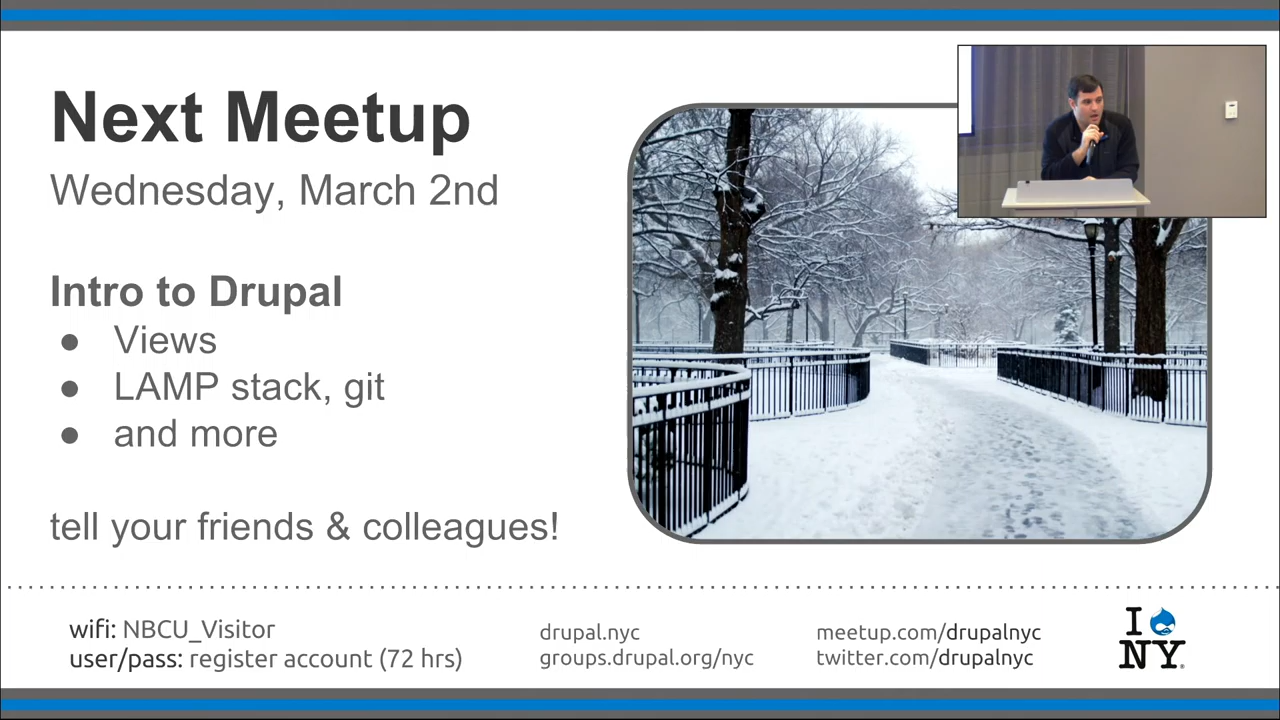 Next Meetup
Wednesday, March 2nd
Intro to Drupal
● Views
● LAMP stack, git
● and more
tell your friends & colleagues!
wifi: NBCU_Visitor
user/pass: register account (72 hrs)
drupal.nyc
groups.drupal.org/nyc
meetup.com/drupalnyc
twitter.com/drupalnyc
I
NY®